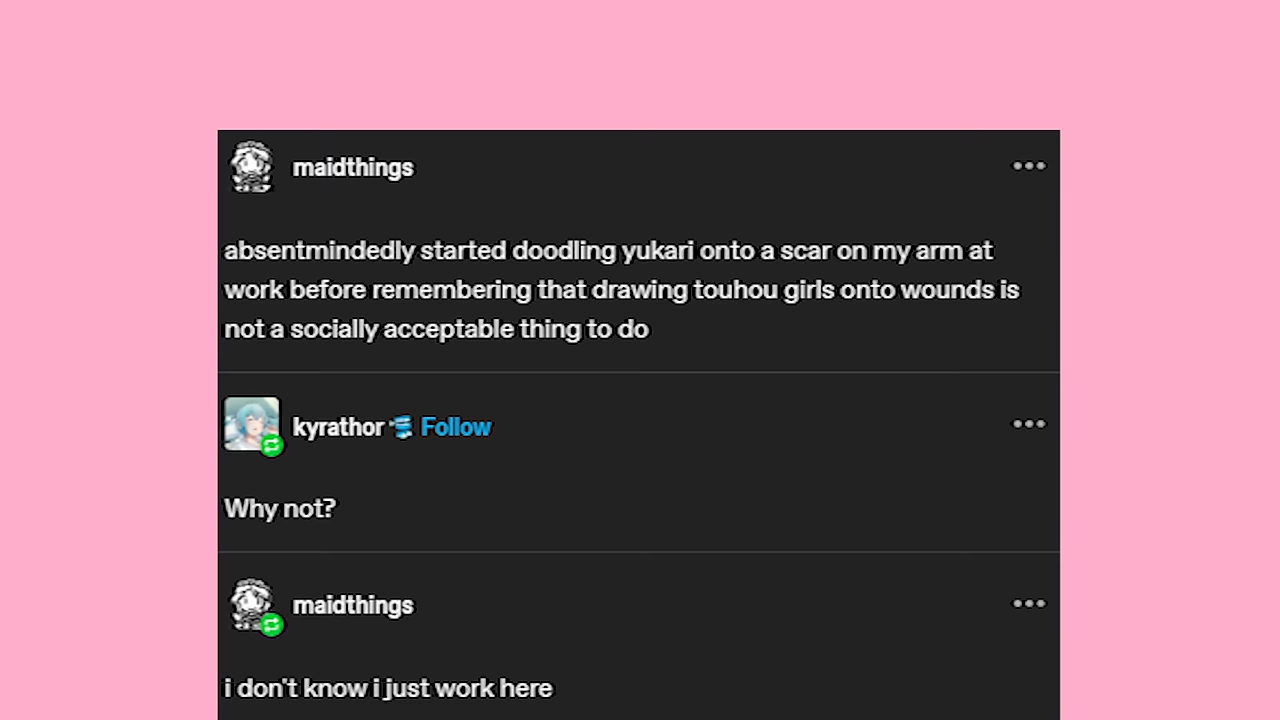 maidthings
absentmindedly started doodling yukari onto a scar on my arm at
work before remembering that drawing touhou girls onto wounds is
not a socially acceptable thing to do
kyrathor Follow
Why not?
maidthings
i don't know i just work here